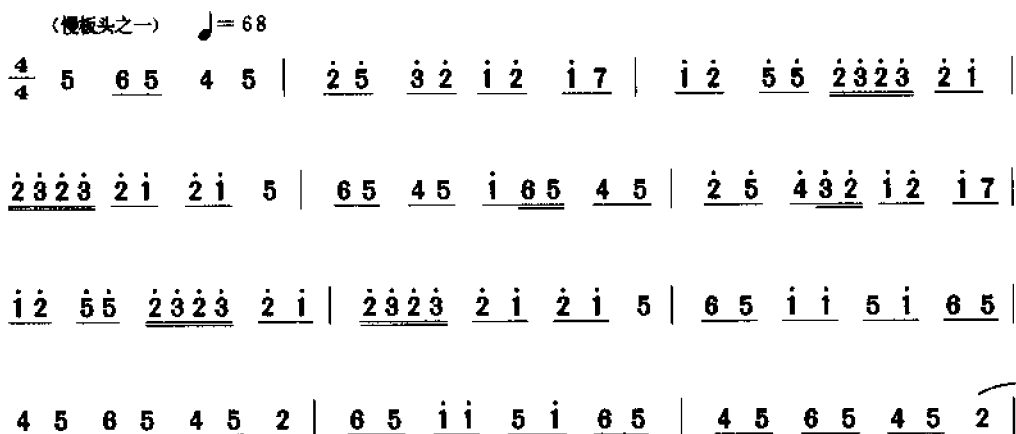 （慢板头之一） ♩= 68
4/4 5 6 5 4 5 | 2̇ 5̇ 3̇ 2̇ 1̇ 2̇ 1̇ 7 | 1̇ 2̇ 5̇ 5̇ 2̇ 3̇ 2̇ 3̇ 2̇ 1̇ |
2̇ 3̇ 2̇ 3̇ 2̇ 1̇ 2̇ 1̇ 5 | 6 5 4 5 1̇ 6 5 4 5 | 2̇ 5̇ 4̇ 3̇ 2̇ 1̇ 2̇ 1̇ 7 |
1̇ 2̇ 5̇ 5̇ 2̇ 3̇ 2̇ 3̇ 2̇ 1̇ | 2̇ 3̇ 2̇ 3̇ 2̇ 1̇ 2̇ 1̇ 5 | 6 5 1̇ 1̇ 5 1̇ 6 5 |
4 5 6 5 4 5 2 | 6 5 1̇ 1̇ 5 1̇ 6 5 | 4 5 6 5 4 5 2 |